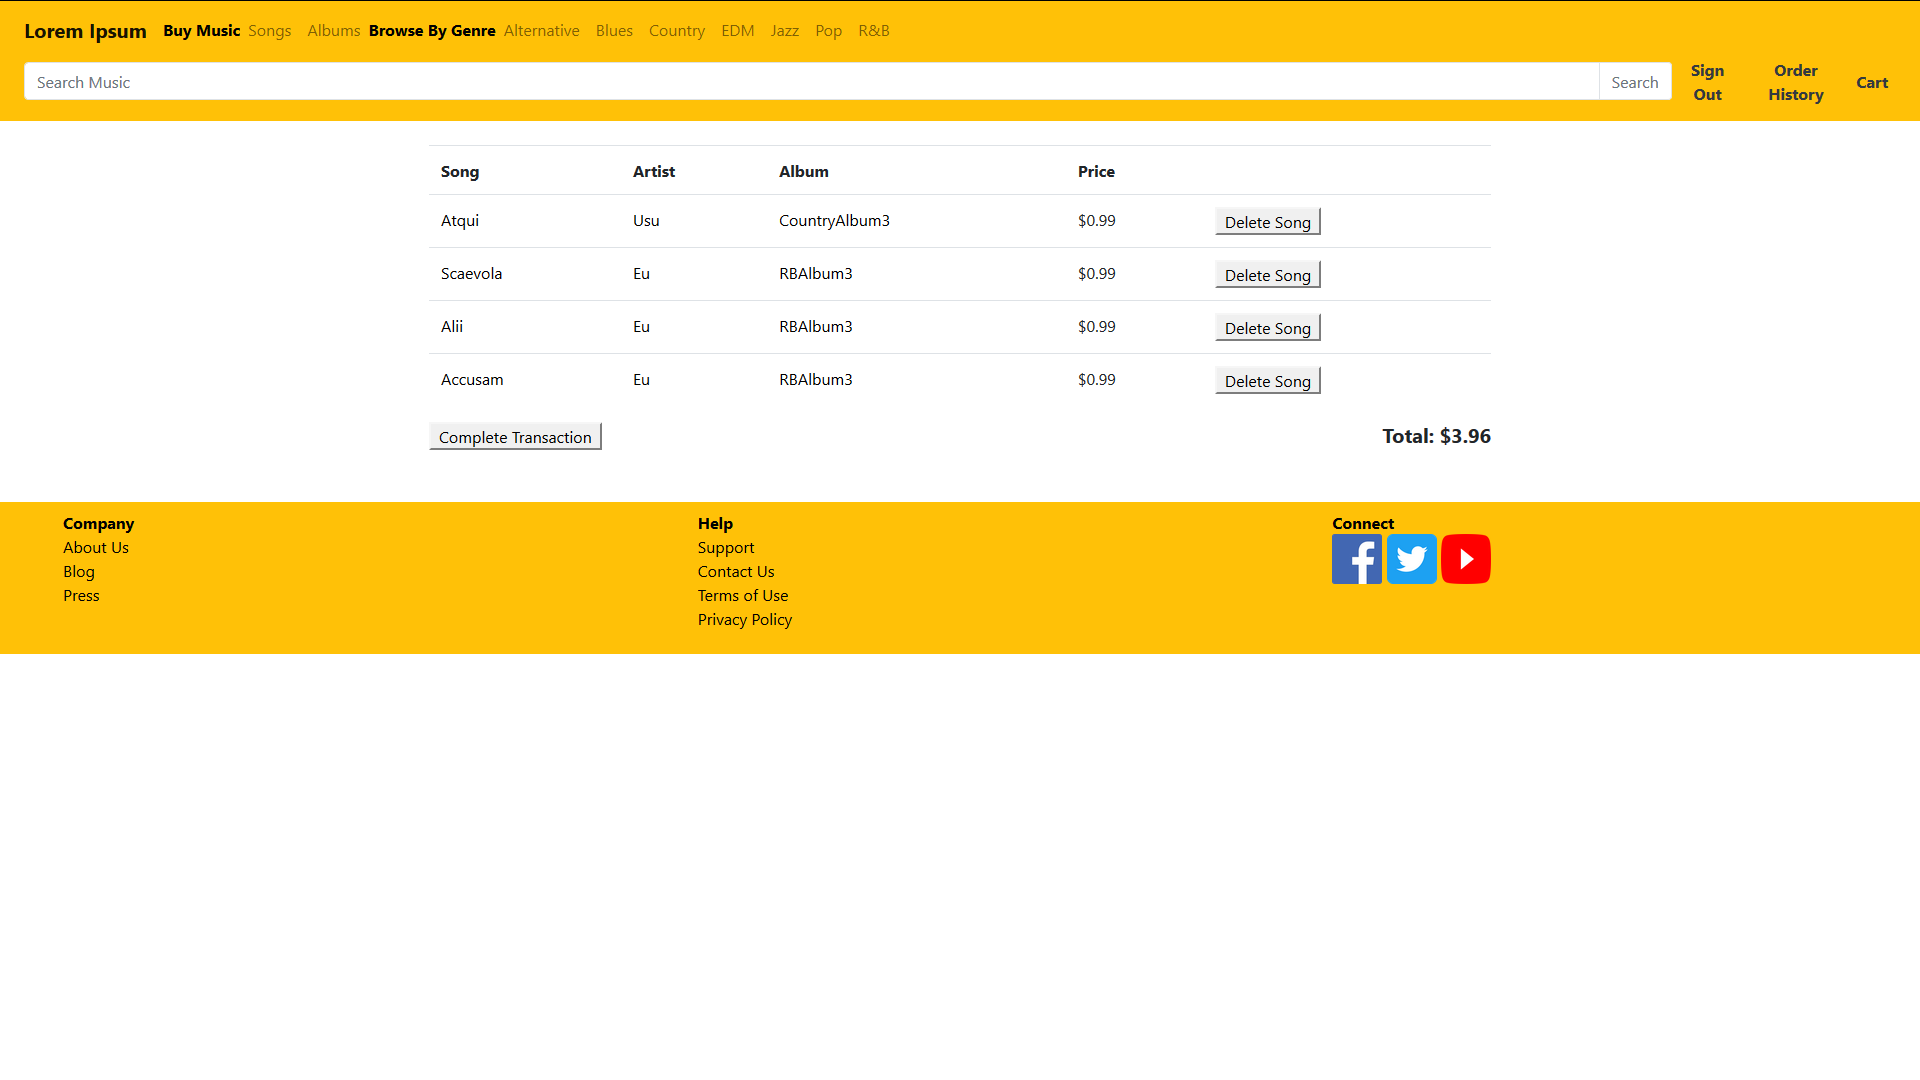 Lorem Ipsum Buy Music Songs Albums Browse By Genre Alternative Blues Country EDM Jazz Pop R&B
Search Music Search Sign Out Order History Cart
Song Artist Album Price
Atqui Usu CountryAlbum3 $0.99 Delete Song
Scaevola Eu RBAlbum3 $0.99 Delete Song
Alii Eu RBAlbum3 $0.99 Delete Song
Accusam Eu RBAlbum3 $0.99 Delete Song
Complete Transaction Total: $3.96
Company
About Us
Blog
Press
Help
Support
Contact Us
Terms of Use
Privacy Policy
Connect